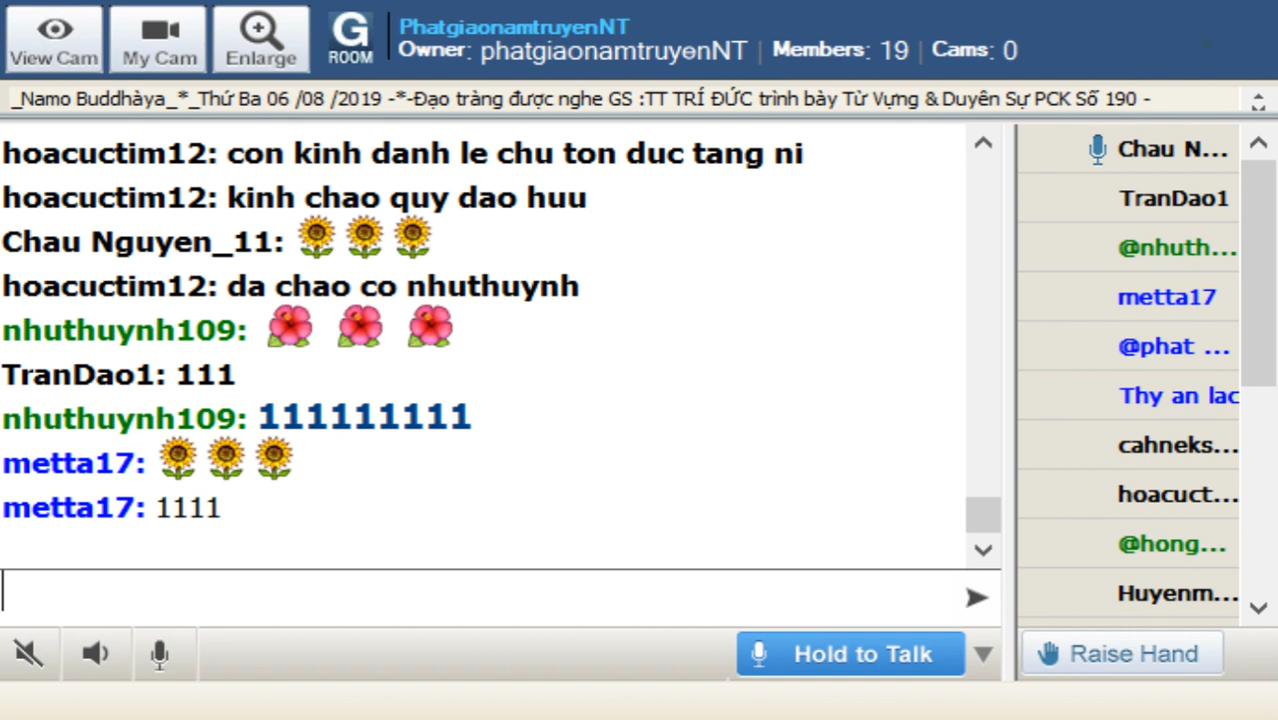 View Cam
My Cam
Enlarge
G
ROOM
PhatgiaonamtruyenNT
Owner: phatgiaonamtruyenNT | Members: 19 | Cams: 0
_Namo Buddhàya_*_Thứ Ba 06 /08 /2019 -*-Đạo tràng được nghe GS :TT TRÍ ĐỨC trình bày Từ Vựng & Duyên Sự PCK Số 190 -
hoacuctim12: con kinh danh le chu ton duc tang ni
hoacuctim12: kinh chao quy dao huu
Chau Nguyen_11:
hoacuctim12: da chao co nhuthuynh
nhuthuynh109:
TranDao1: 111
nhuthuynh109: 111111111
metta17:
metta17: 1111
Chau N...
TranDao1
@nhuth...
metta17
@phat ...
Thy an lac
cahneks...
hoacuct...
@hong...
Huyenm...
Hold to Talk
Raise Hand